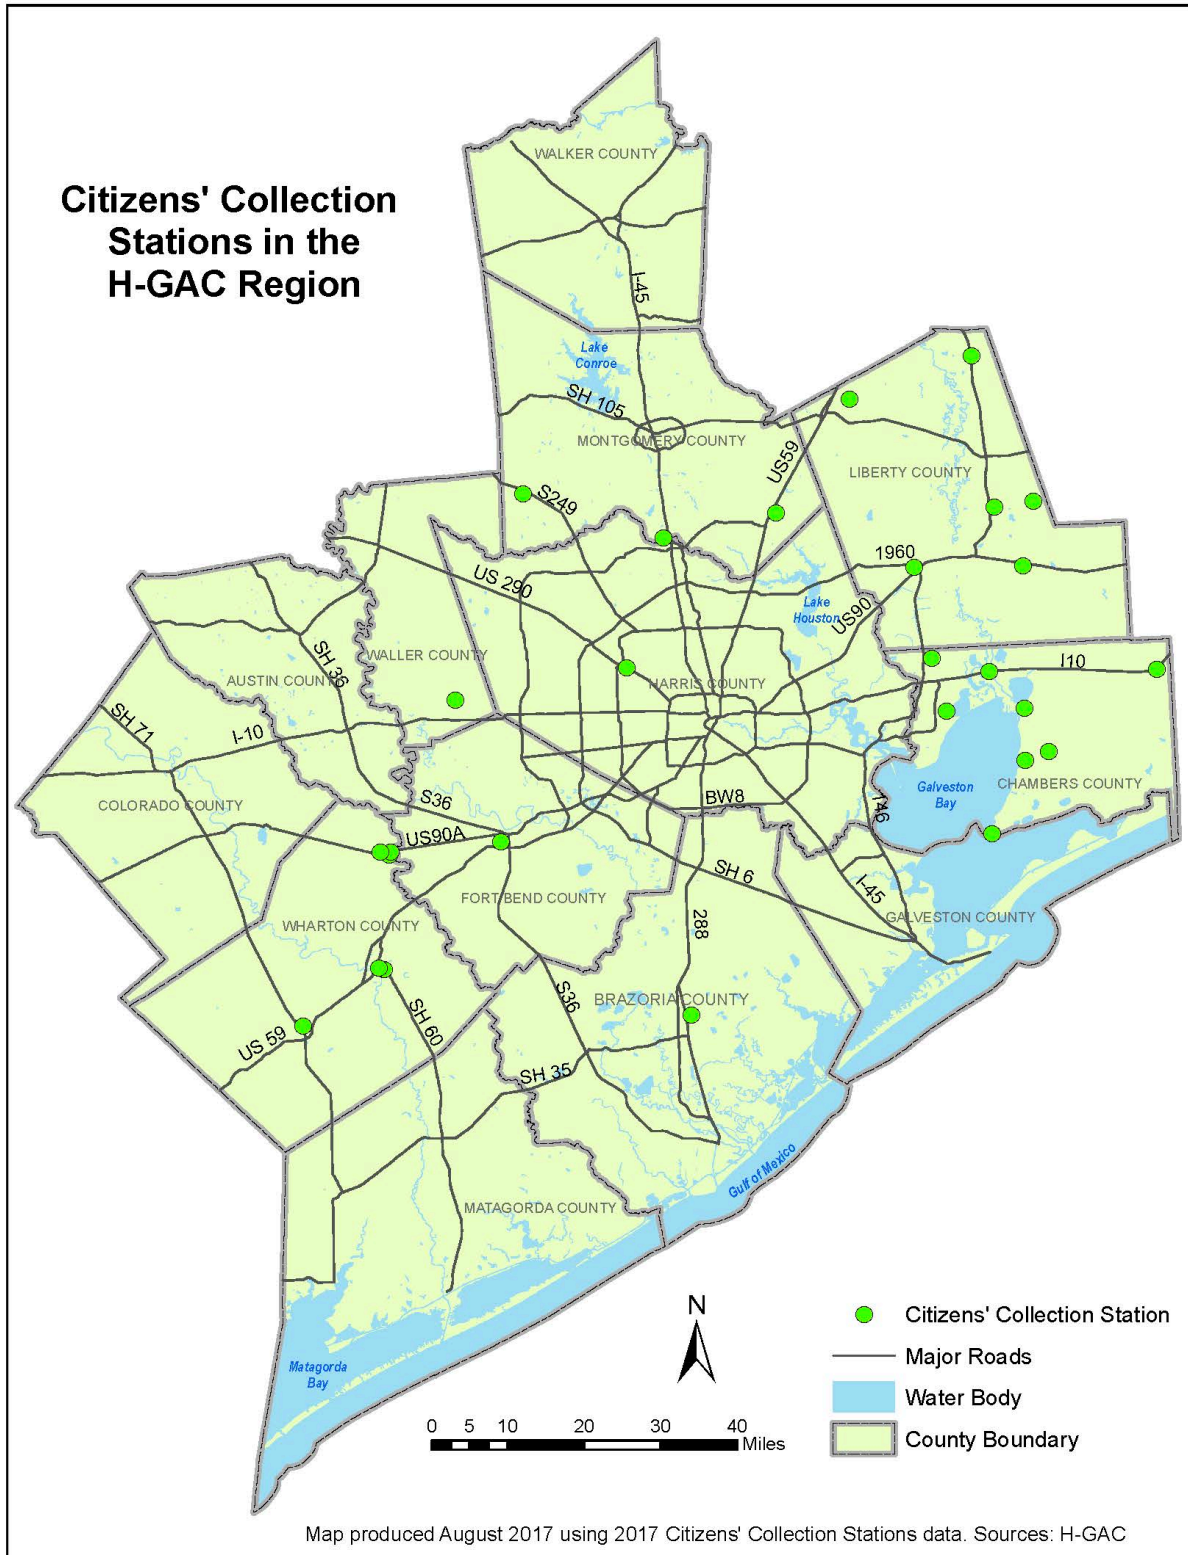 Citizens' Collection
Stations in the
H-GAC Region
WALKER COUNTY
I-45
Lake
Conroe
SH 105
MONTGOMERY COUNTY
US59
LIBERTY COUNTY
S249
1960
US 290
Lake
Houston
US90
WALLER COUNTY
AUSTIN COUNTY
SH 36
HARRIS COUNTY
I10
SH 71
I-10
COLORADO COUNTY
S36
US90A
BW8
Galveston
Bay
CHAMBERS COUNTY
146
SH 6
I-45
FORT BEND COUNTY
WHARTON COUNTY
288
GALVESTON COUNTY
S36
BRAZORIA COUNTY
US 59
SH 60
SH 35
Gulf of Mexico
MATAGORDA COUNTY
Matagorda
Bay
N
0 5 10 20 30 40
Miles
Citizens' Collection Station
Major Roads
Water Body
County Boundary
Map produced August 2017 using 2017 Citizens' Collection Stations data. Sources: H-GAC